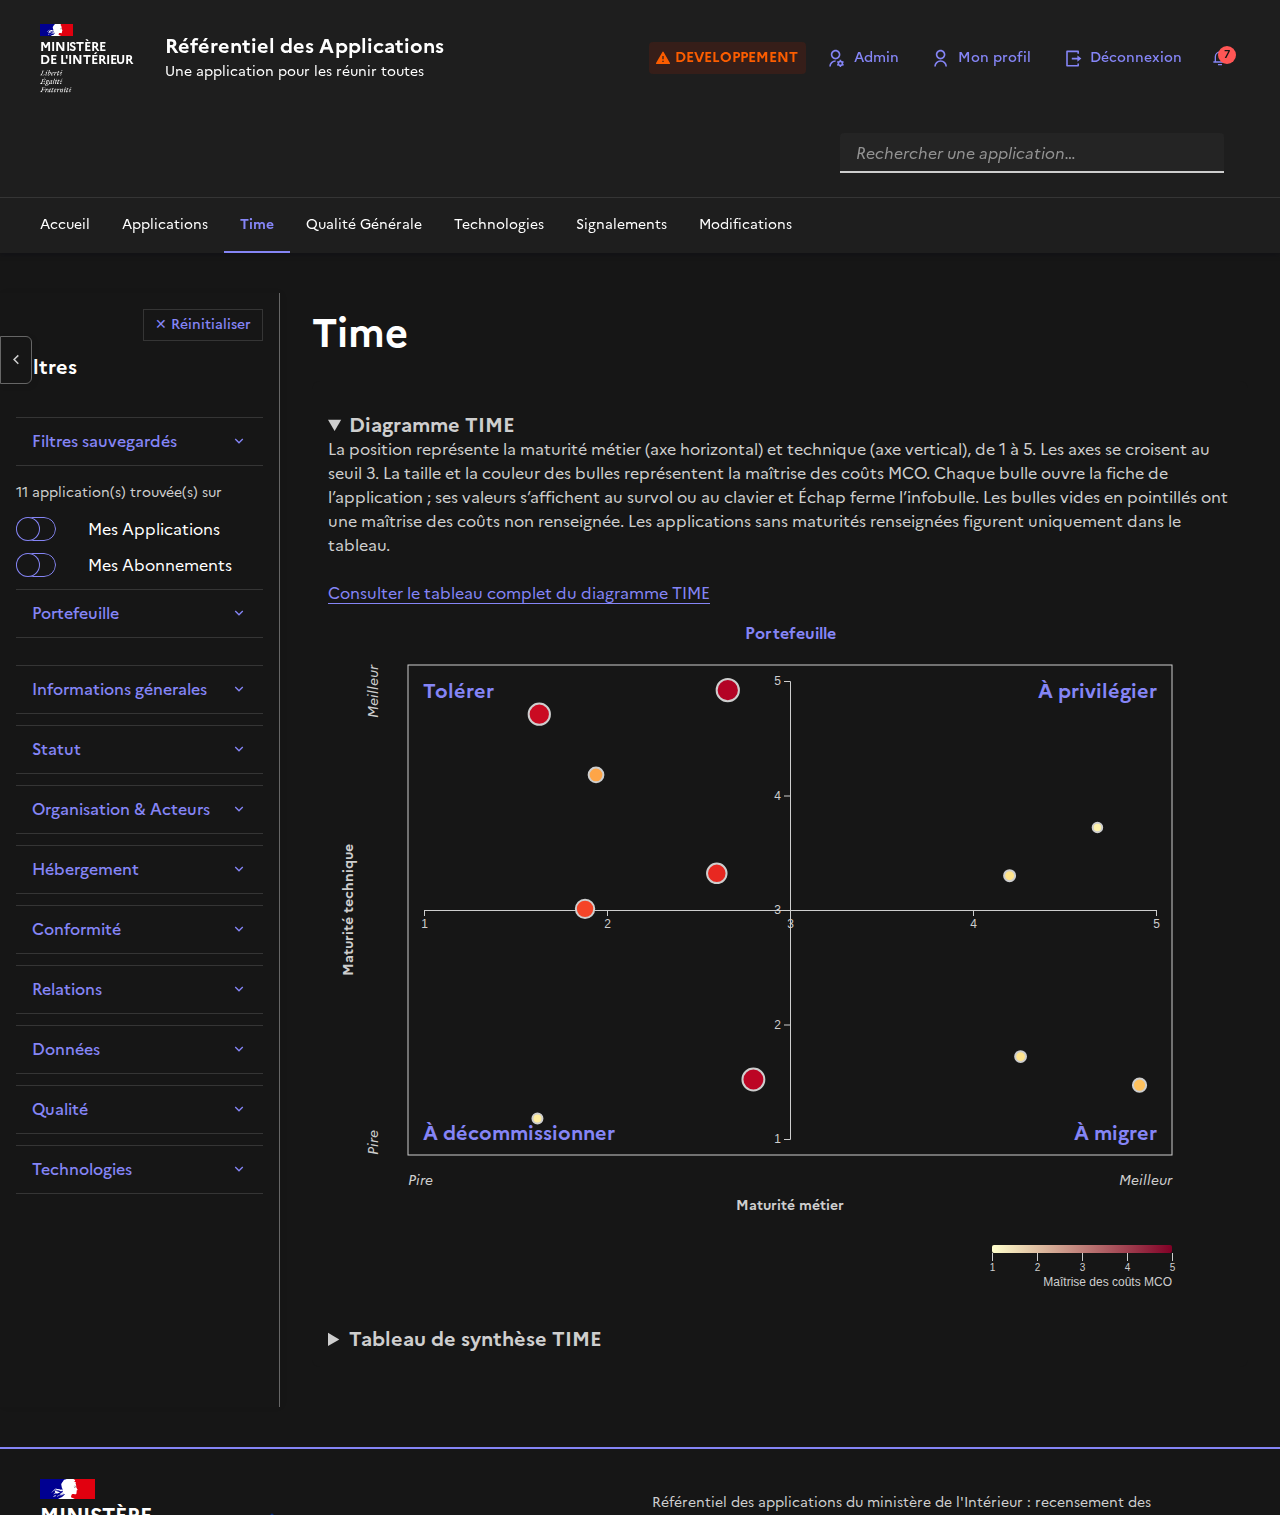 MINISTÈRE
DE L'INTÉRIEUR
Liberté
Égalité
Fraternité
Référentiel des Applications
Une application pour les réunir toutes
DEVELOPPEMENT
Admin
Mon profil
Déconnexion
7
Rechercher une application...
Accueil
Applications
Time
Qualité Générale
Technologies
Signalements
Modifications
✕ Réinitialiser
ltres
Filtres sauvegardés
11 application(s) trouvée(s) sur
Mes Applications
Mes Abonnements
Portefeuille
Informations génerales
Statut
Organisation & Acteurs
Hébergement
Conformité
Relations
Données
Qualité
Technologies
Time
Diagramme TIME
La position représente la maturité métier (axe horizontal) et technique (axe vertical), de 1 à 5. Les axes se croisent au
seuil 3. La taille et la couleur des bulles représentent la maîtrise des coûts MCO. Chaque bulle ouvre la fiche de
l’application ; ses valeurs s’affichent au survol ou au clavier et Échap ferme l’infobulle. Les bulles vides en pointillés ont
une maîtrise des coûts non renseignée. Les applications sans maturités renseignées figurent uniquement dans le
tableau.
Consulter le tableau complet du diagramme TIME
Portefeuille
Meilleur
Maturité technique
Pire
Tolérer
À privilégier
5
4
3
2
1
1
2
3
4
5
À décommissionner
À migrer
Pire
Meilleur
Maturité métier
1
2
3
4
5
Maîtrise des coûts MCO
Tableau de synthèse TIME
MINISTÈRE
Référentiel des applications du ministère de l'Intérieur : recensement des